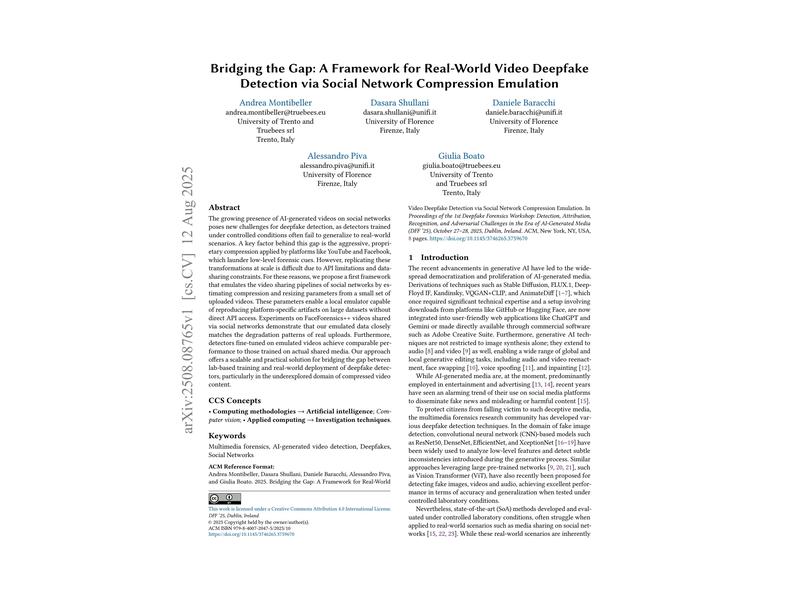 Bridging the Gap: A Framework for Real-World Video Deepfake
Detection via Social Network Compression Emulation
Andrea Montibeller
andrea.montibeller@truebees.eu
University of Trento and
Truebees srl
Trento, Italy
Dasara Shullani
dasara.shullani@unifi.it
University of Florence
Firenze, Italy
Daniele Baracchi
daniele.baracchi@unifi.it
University of Florence
Firenze, Italy
Alessandro Piva
alessandro.piva@unifi.it
University of Florence
Firenze, Italy
Giulia Boato
giulia.boato@truebees.eu
University of Trento
and Truebees srl
Trento, Italy
arXiv:2508.08765v1 [cs.CV] 12 Aug 2025
Abstract
The growing presence of AI-generated videos on social networks
poses new challenges for deepfake detection, as detectors trained
under controlled conditions often fail to generalize to real-world
scenarios. A key factor behind this gap is the aggressive, propri-
etary compression applied by platforms like YouTube and Facebook,
which launder low-level forensic cues. However, replicating these
transformations at scale is difficult due to API limitations and data-
sharing constraints. For these reasons, we propose a first framework
that emulates the video sharing pipelines of social networks by es-
timating compression and resizing parameters from a small set of
uploaded videos. These parameters enable a local emulator capable
of reproducing platform-specific artifacts on large datasets without
direct API access. Experiments on FaceForensics++ videos shared
via social networks demonstrate that our emulated data closely
matches the degradation patterns of real uploads. Furthermore,
detectors fine-tuned on emulated videos achieve comparable per-
formance to those trained on actual shared media. Our approach
offers a scalable and practical solution for bridging the gap between
lab-based training and real-world deployment of deepfake detec-
tors, particularly in the underexplored domain of compressed video
content.
CCS Concepts
• Computing methodologies → Artificial intelligence; Com-
puter vision; • Applied computing → Investigation techniques.
Keywords
Multimedia forensics, AI-generated video detection, Deepfakes,
Social Networks
ACM Reference Format:
Andrea Montibeller, Dasara Shullani, Daniele Baracchi, Alessandro Piva,
and Giulia Boato. 2025. Bridging the Gap: A Framework for Real-World
This work is licensed under a Creative Commons Attribution 4.0 International License.
DFF '25, Dublin, Ireland
© 2025 Copyright held by the owner/author(s).
ACM ISBN 979-8-4007-2047-5/2025/10
https://doi.org/10.1145/3746265.3759670
Video Deepfake Detection via Social Network Compression Emulation. In
Proceedings of the 1st Deepfake Forensics Workshop: Detection, Attribution,
Recognition, and Adversarial Challenges in the Era of AI-Generated Media
(DFF '25), October 27–28, 2025, Dublin, Ireland. ACM, New York, NY, USA,
8 pages. https://doi.org/10.1145/3746265.3759670
1 Introduction
The recent advancements in generative AI have led to the wide-
spread democratization and proliferation of AI-generated media.
Derivations of techniques such as Stable Diffusion, FLUX.1, Deep-
Floyd IF, Kandinsky, VQGAN+CLIP, and AnimateDiff [1–7], which
once required significant technical expertise and a setup involving
downloads from platforms like GitHub or Hugging Face, are now
integrated into user-friendly web applications like ChatGPT and
Gemini or made directly available through commercial software
such as Adobe Creative Suite. Furthermore, generative AI tech-
niques are not restricted to image synthesis alone; they extend to
audio [8] and video [9] as well, enabling a wide range of global and
local generative editing tasks, including audio and video reenact-
ment, face swapping [10], voice spoofing [11], and inpainting [12].
While AI-generated media are, at the moment, predominantly
employed in entertainment and advertising [13, 14], recent years
have seen an alarming trend of their use on social media platforms
to disseminate fake news and misleading or harmful content [15].
To protect citizens from falling victim to such deceptive media,
the multimedia forensics research community has developed var-
ious deepfake detection techniques. In the domain of fake image
detection, convolutional neural network (CNN)-based models such
as ResNet50, DenseNet, EfficientNet, and XceptionNet [16–19] have
been widely used to analyze low-level features and detect subtle
inconsistencies introduced during the generative process. Similar
approaches leveraging large pre-trained networks [9, 20, 21], such
as Vision Transformer (ViT), have also recently been proposed for
detecting fake images, videos and audio, achieving excellent perfor-
mance in terms of accuracy and generalization when tested under
controlled laboratory conditions.
Nevertheless, state-of-the-art (SoA) methods developed and eval-
uated under controlled laboratory conditions, often struggle when
applied to real-world scenarios such as media sharing on social net-
works [15, 22, 23]. While these real-world scenarios are inherently